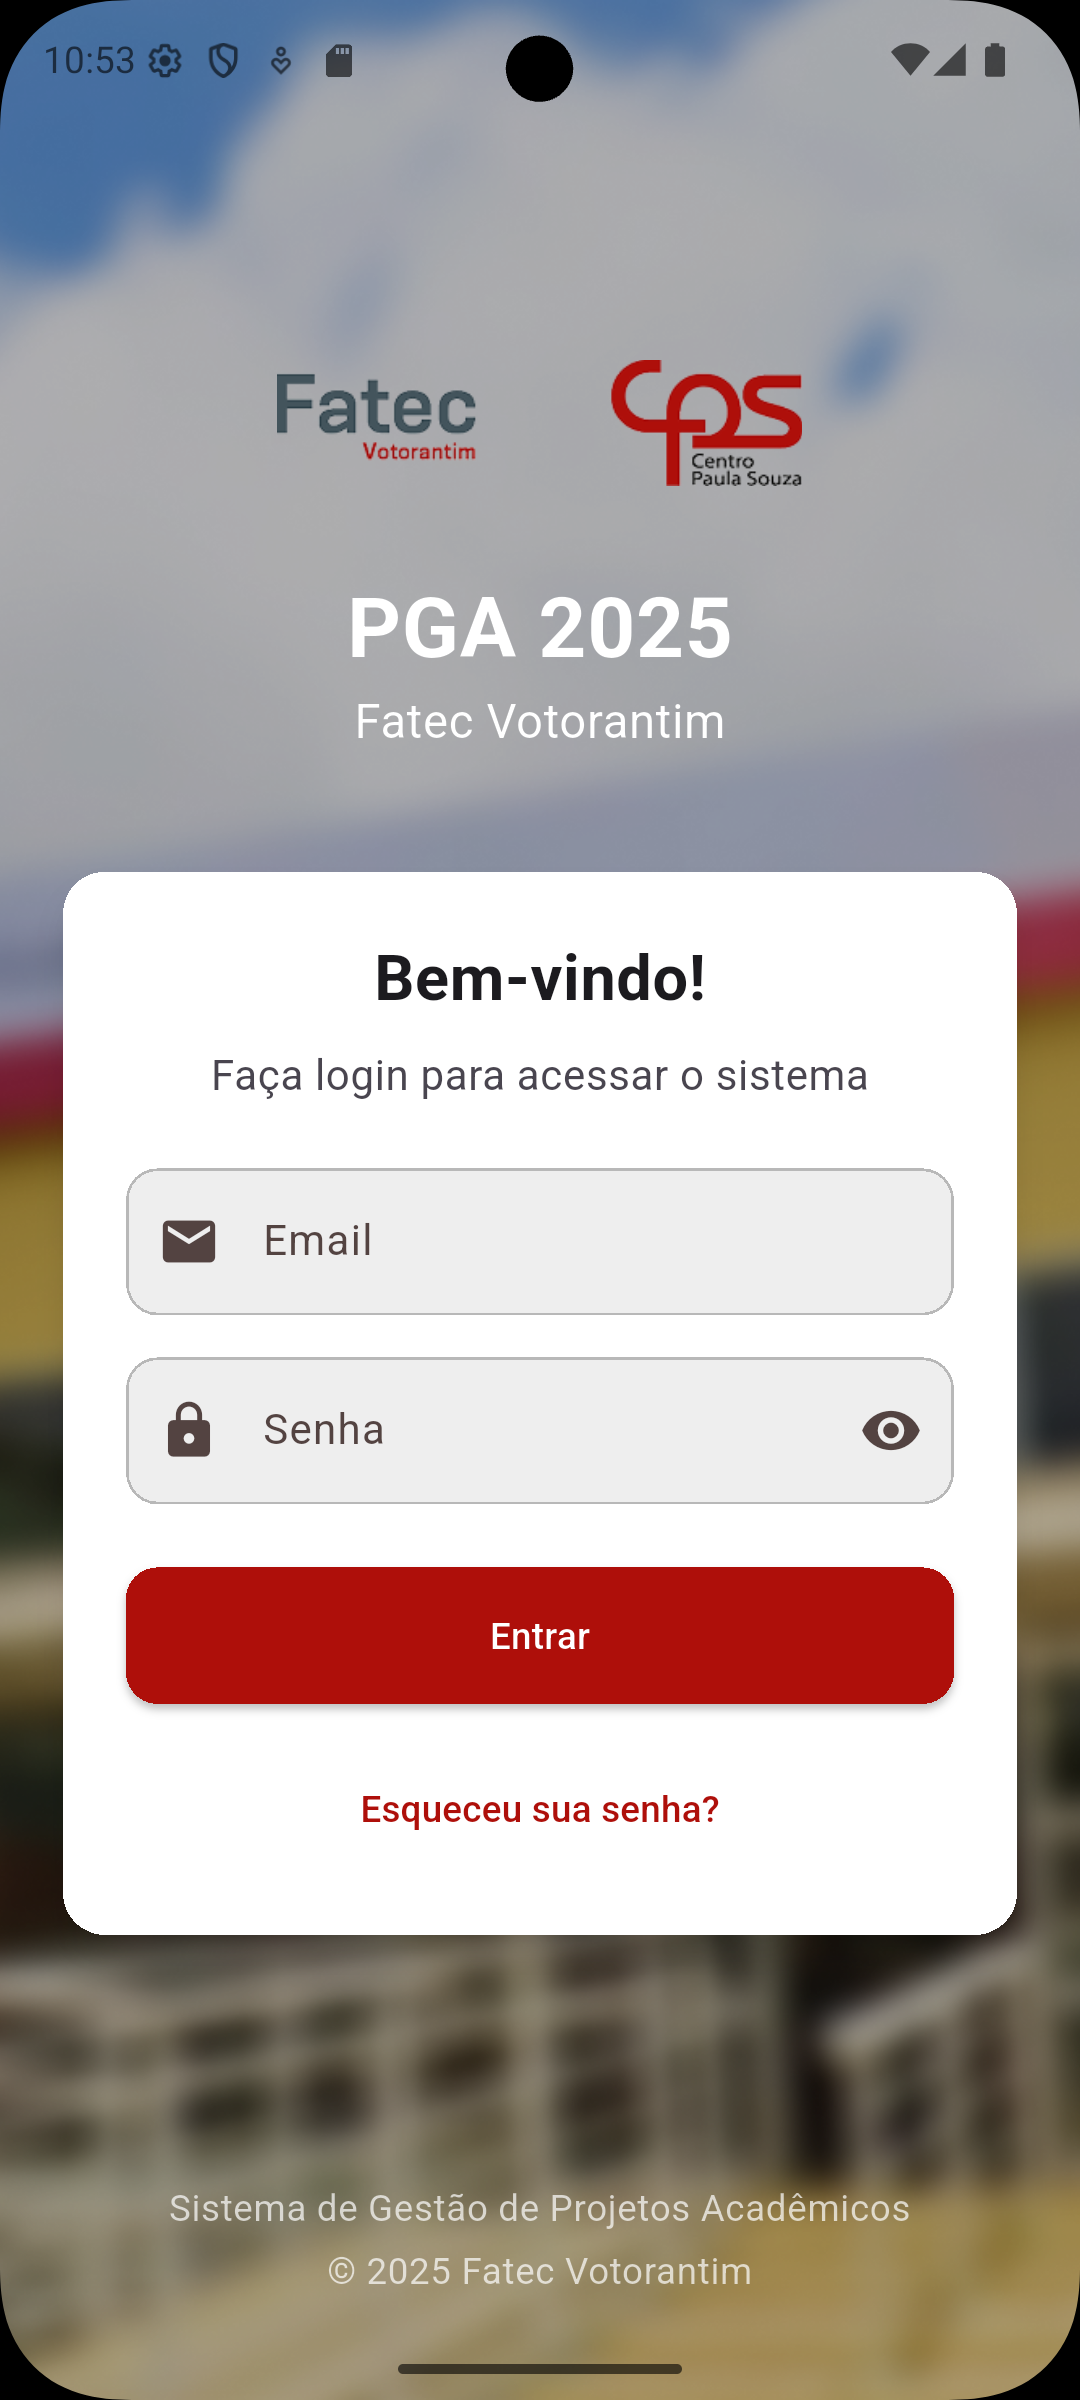 10:53
Fatec
Votorantim
cps
Centro
Paula Souza
PGA 2025
Fatec Votorantim
Bem-vindo!
Faça login para acessar o sistema
Email
Senha
Entrar
Esqueceu sua senha?
Sistema de Gestão de Projetos Acadêmicos
© 2025 Fatec Votorantim